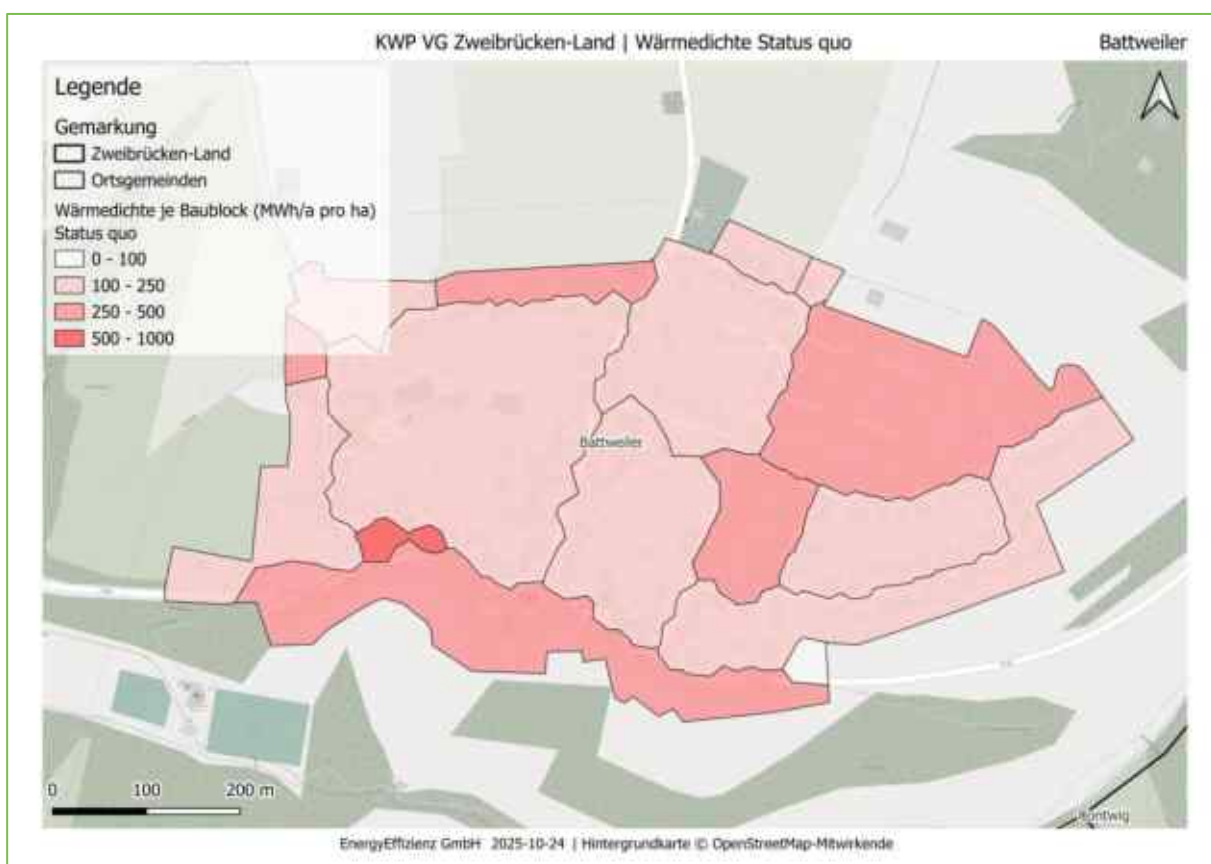 KWP VG Zweibrücken-Land | Wärmedichte Status quo
Battweiler
Legende
Gemarkung
Zweibrücken-Land
Ortsgemeinden
Wärmedichte je Baublock (MWh/a pro ha)
Status quo
0 - 100
100 - 250
250 - 500
500 - 1000
Battweiler
0 100 200 m
EnergyEffizienz GmbH 2025-10-24 | Hintergrundkarte © OpenStreetMap-Mitwirkende